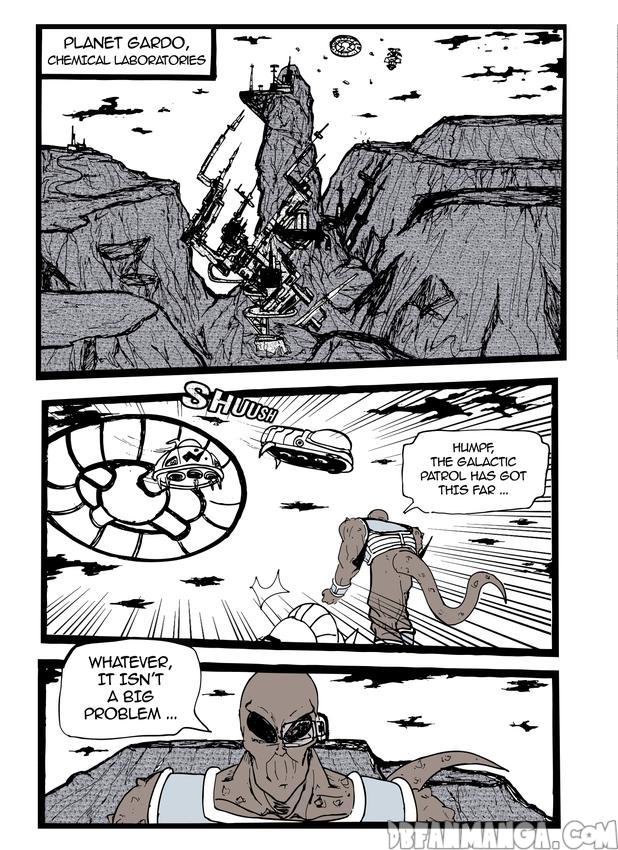 PLANET GARDO,
CHEMICAL LABORATORIES
SHUUSH
HUMPF,
THE GALACTIC
PATROL HAS GOT
THIS FAR ...
WHATEVER,
IT ISN'T
A BIG
PROBLEM ...
DBFANMANGA.COM